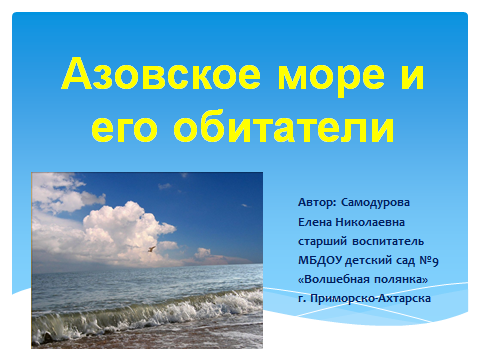 Азовское море и
его обитатели
Автор: Самодурова
Елена Николаевна
старший воспитатель
МБДОУ детский сад №9
«Волшебная полянка»
г. Приморско-Ахтарска